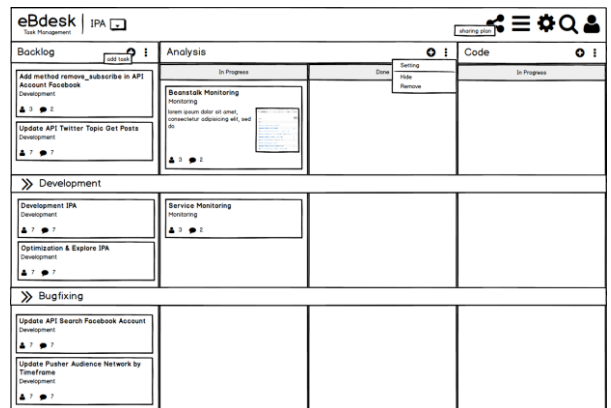 eBdesk
Task Management
IPA
sharing plan
Backlog
add task
Analysis
Code
In Progress
Done
In Progress
Setting
Hide
Remove
Add method remove_subscribe in API
Account Facebook
Development
3 2
Update API Twitter Topic Get Posts
Development
7 7
Beanstalk Monitoring
Monitoring
lorem ipsum dolor sit amet,
consectetur adipisicing elit, sed
do
3 2
Development
Development IPA
Development
7 7
Optimization & Explore IPA
Development
7 7
Service Monitoring
Monitoring
3 2
Bugfixing
Update API Search Facebook Account
Development
7 7
Update Pusher Audience Network by
Timeframe
Development
7 7